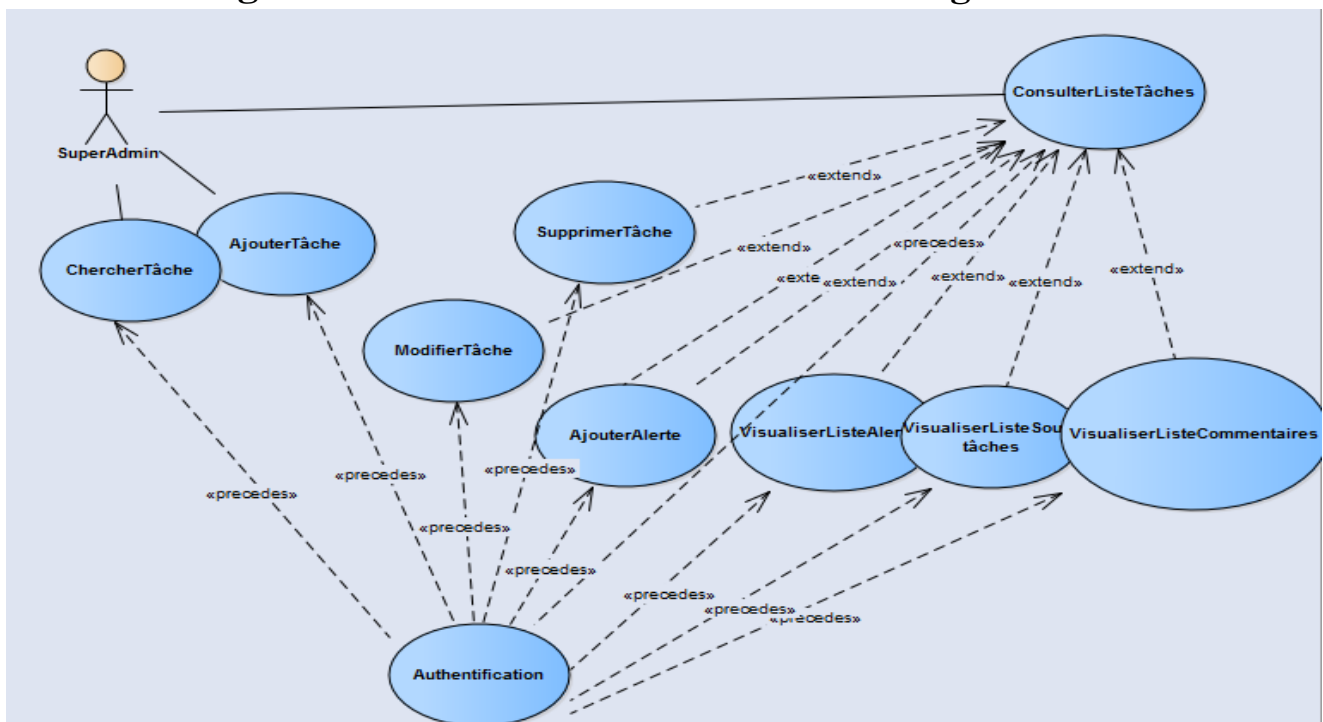 ConsulterListeTâches
SuperAdmin
«extend»
SupprimerTâche
AjouterTâche
«extend»
«precedes»
ChercherTâche
«exte
«extend»
«extend»
«extend»
«extend»
ModifierTâche
AjouterAlerte
VisualiserListeAler
VisualiserListeSou
tâches
VisualiserListeCommentaires
«precedes»
«precedes»
«precedes»
«precedes»
«precedes»
«precedes»
«precedes»
«precedes»
Authentification